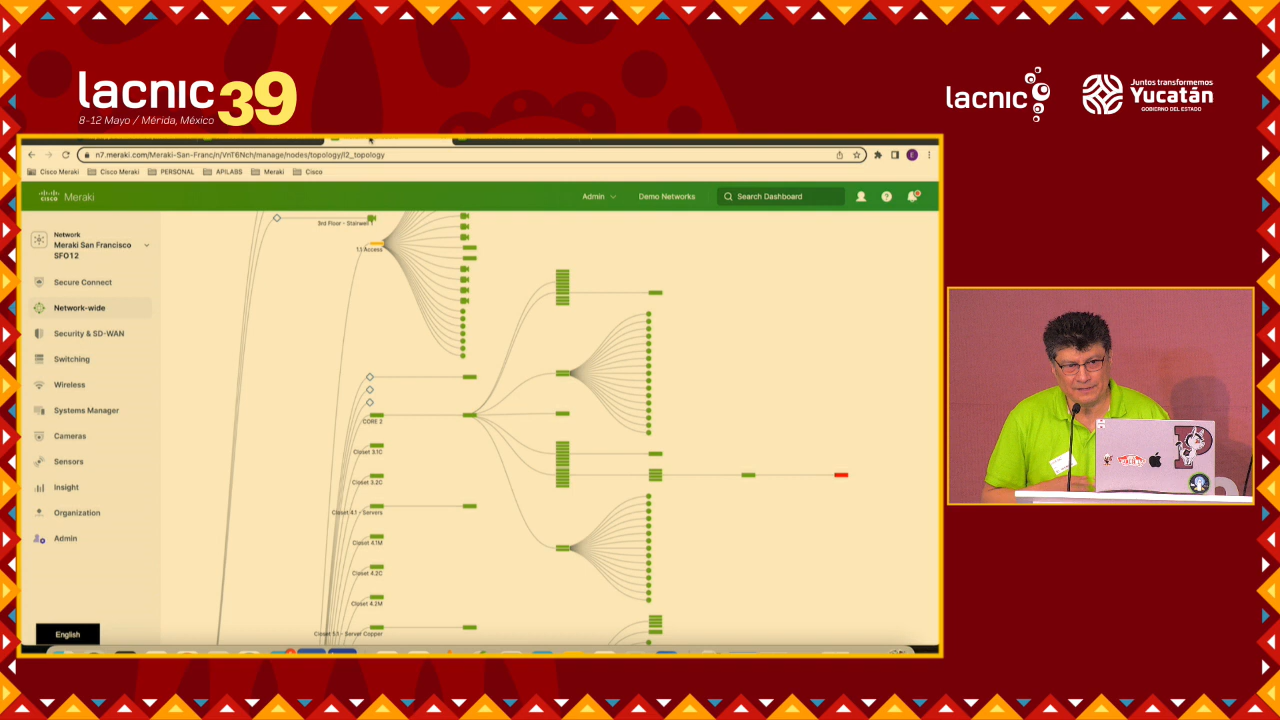 lacnic 39
8-12 Mayo / Mérida, México
lacnic
Juntos transformemos
Yucatán
GOBIERNO DEL ESTADO
n7.meraki.com/Meraki-San-Franc/n/VnT6Nch/manage/nodes/topology/l2_topology
Cisco Meraki
Cisco Meraki
PERSONAL
APILABS
Meraki
Cisco
CISCO Meraki
Admin
Demo Networks
Search Dashboard
Network
Meraki San Francisco
SFO12
Secure Connect
Network-wide
Security & SD-WAN
Switching
Wireless
Systems Manager
Cameras
Sensors
Insight
Organization
Admin
English
3rd Floor - Stairwell 1
1.1 Access
CORE 2
Closet 3.1C
Closet 3.2C
Closet 4.1 - Servers
Closet 4.1M
Closet 4.2C
Closet 4.2M
Closet 5.1 - Server Copper